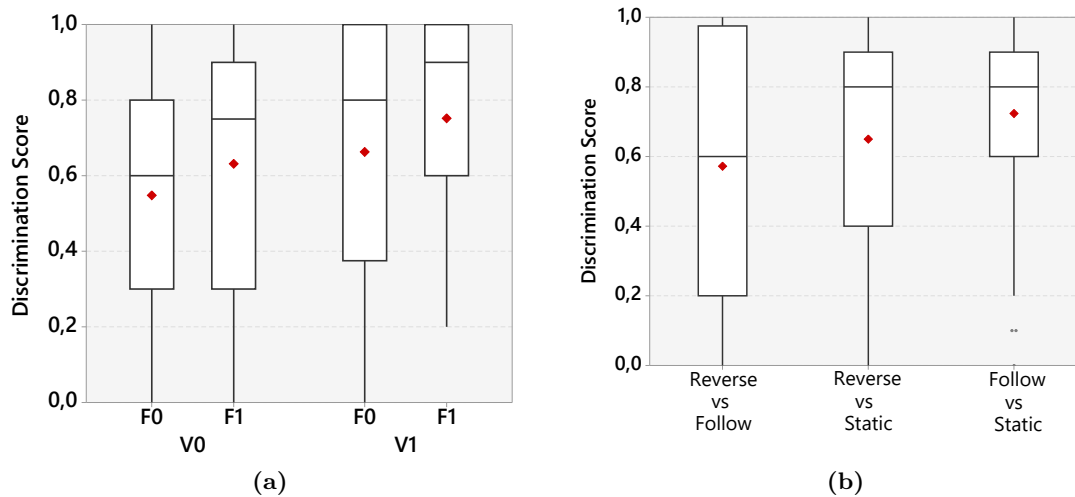 Discrimination Score
1,0
0,8
0,6
0,4
0,2
0,0
F0 F1 F0 F1
V0 V1
(a)
Discrimination Score
1,0
0,8
0,6
0,4
0,2
0,0
Reverse
vs
Follow
Reverse
vs
Static
Follow
vs
Static
(b)